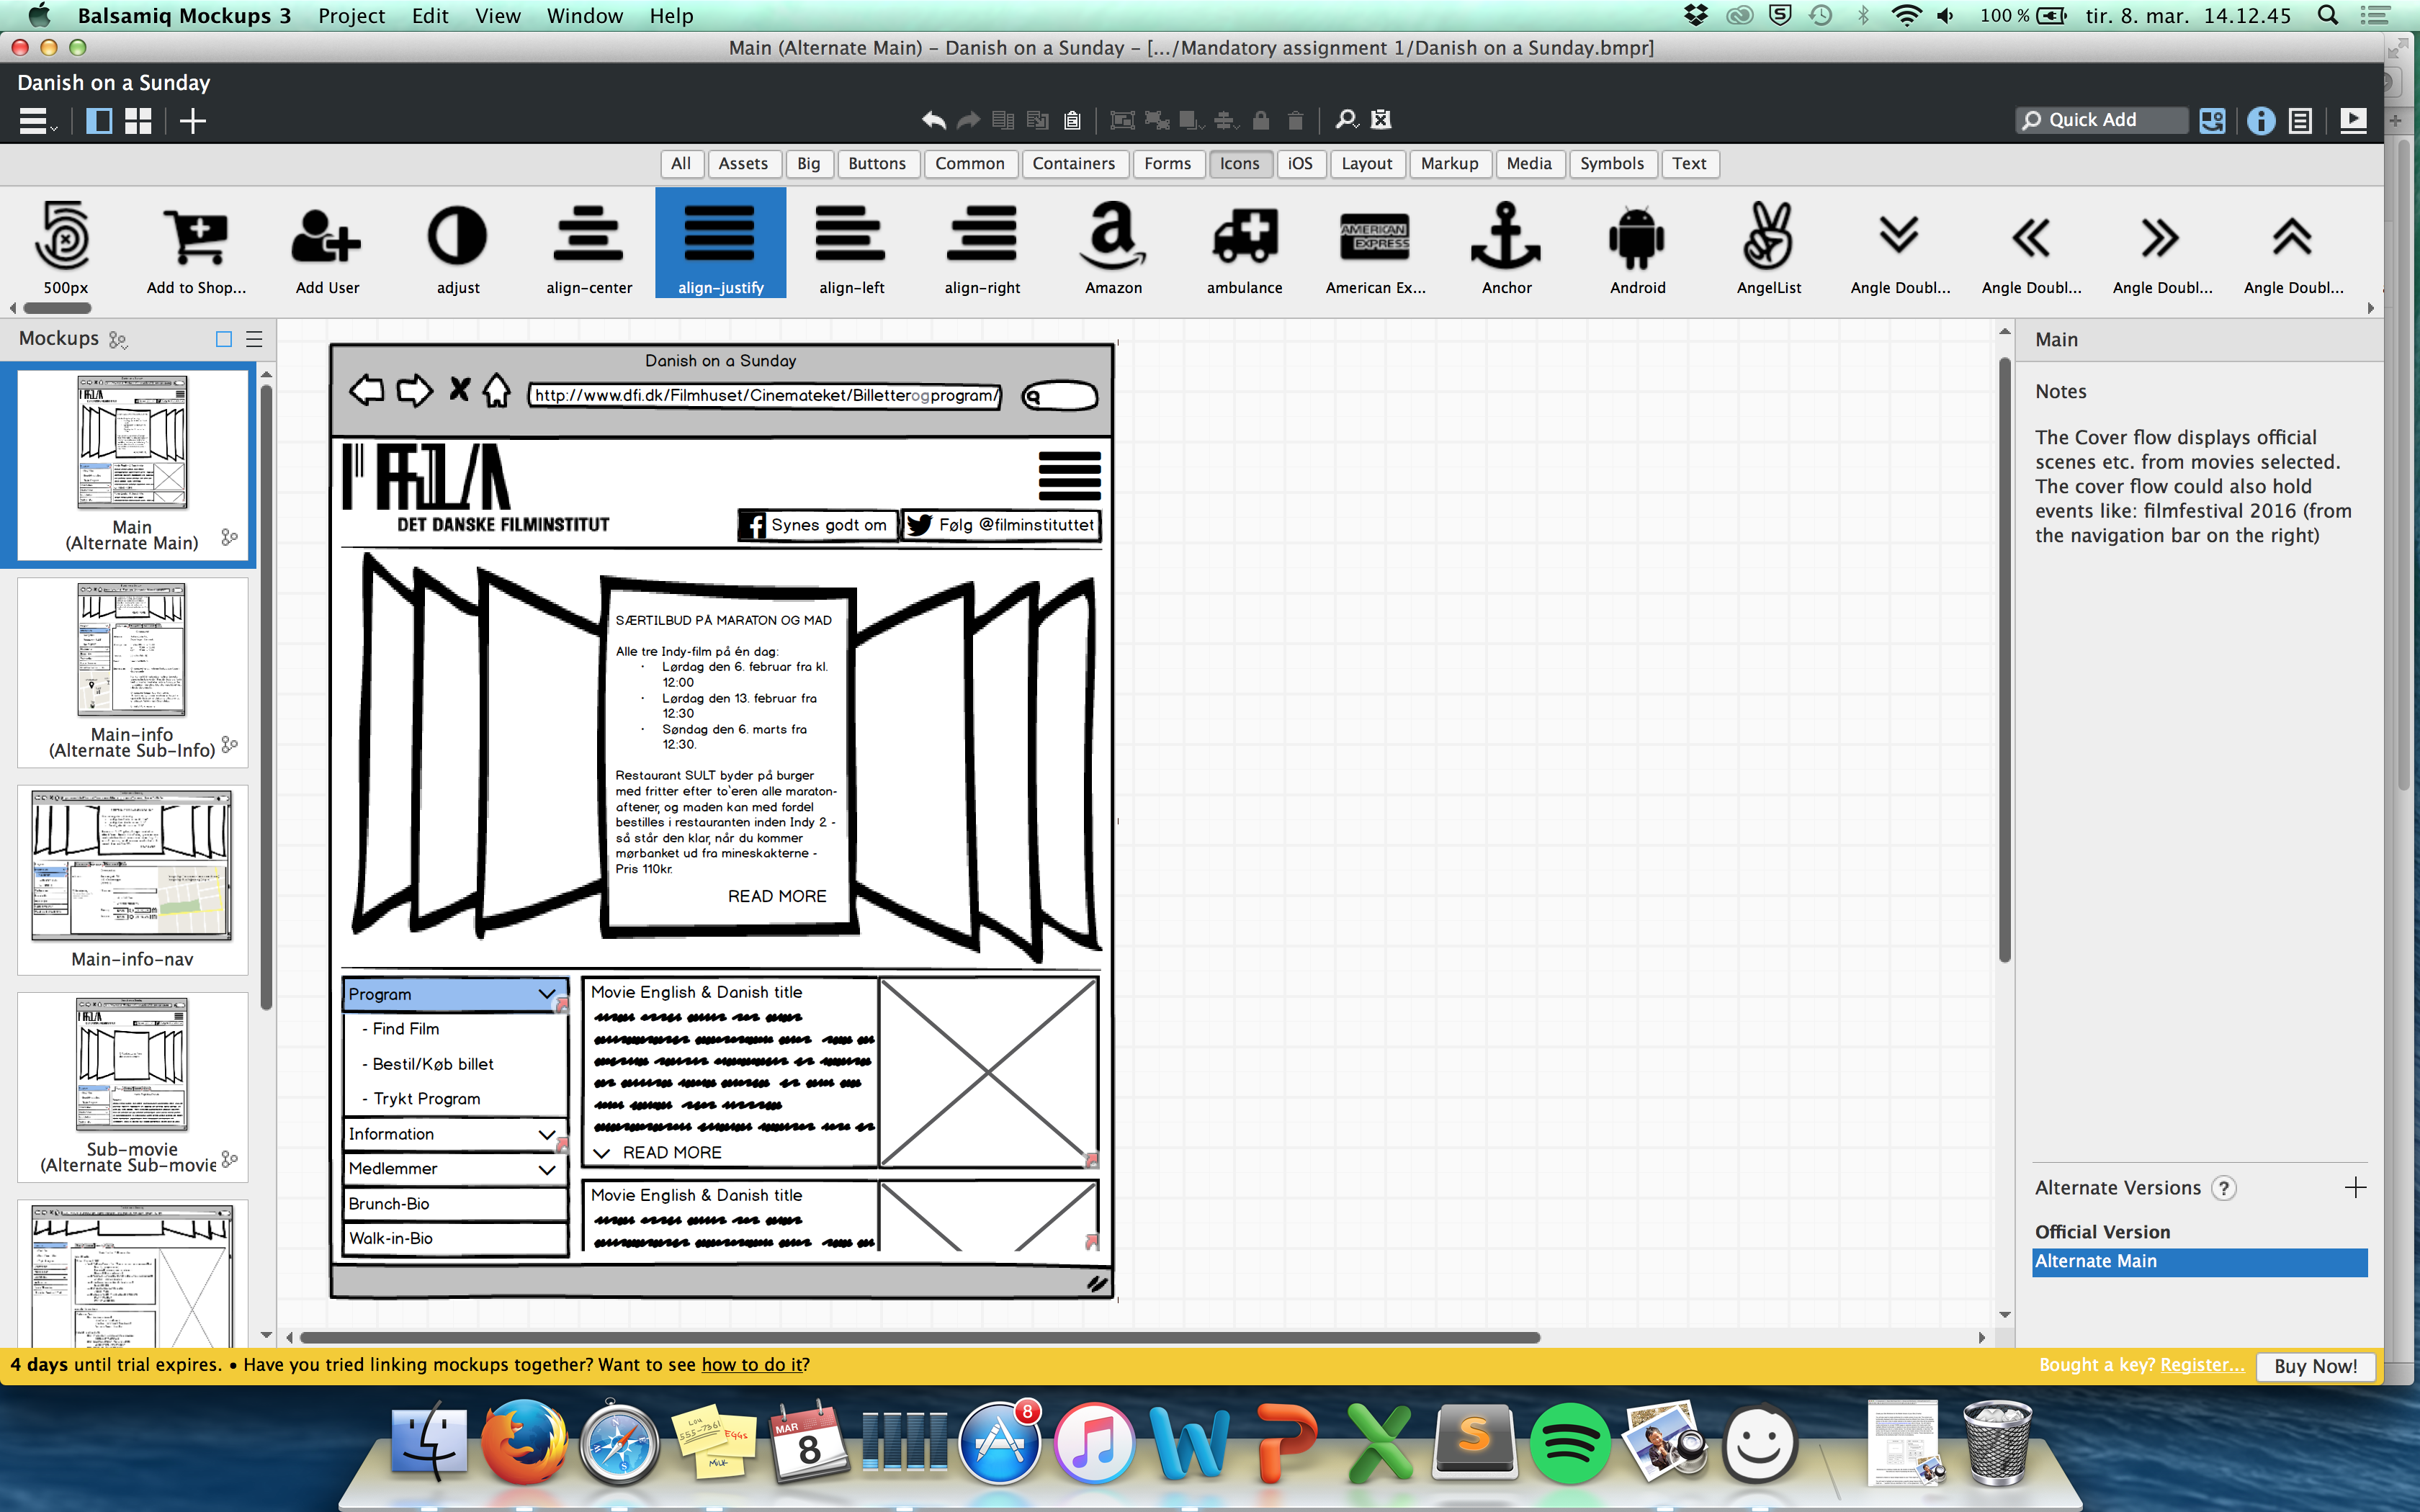 Balsamiq Mockups 3 Project Edit View Window Help
100 % tir. 8. mar. 14.12.45
Main (Alternate Main) – Danish on a Sunday – [.../Mandatory assignment 1/Danish on a Sunday.bmpr]
Danish on a Sunday
Quick Add
All Assets Big Buttons Common Containers Forms Icons iOS Layout Markup Media Symbols Text
AMERICAN
EXPRESS
500px Add to Shop... Add User adjust align-center align-justify align-left align-right Amazon ambulance American Ex... Anchor Android AngelList Angle Doubl... Angle Doubl... Angle Doubl... Angle Doubl...
Mockups
Main
(Alternate Main)
Main-info
(Alternate Sub-Info)
Main-info-nav
Sub-movie
(Alternate Sub-movie
Danish on a Sunday
http://www.dfi.dk/Filmhuset/Cinemateket/Billetterogprogram/
DET DANSKE FILMINSTITUT
Synes godt om
Følg @filminstituttet
SÆRTILBUD PÅ MARATON OG MAD
Alle tre Indy-film på én dag:
· Lørdag den 6. februar fra kl.
12:00
· Lørdag den 13. februar fra
12:30
· Søndag den 6. marts fra
12:30.
Restaurant SULT byder på burger
med fritter efter to`eren alle maraton-
aftener, og maden kan med fordel
bestilles i restauranten inden Indy 2 -
så står den klar, når du kommer
mørbanket ud fra mineskakterne -
Pris 110kr.
READ MORE
Program
- Find Film
- Bestil/Køb billet
- Trykt Program
Information
Medlemmer
Brunch-Bio
Walk-in-Bio
Movie English & Danish title
READ MORE
Movie English & Danish title
Main
Notes
The Cover flow displays official
scenes etc. from movies selected.
The cover flow could also hold
events like: filmfestival 2016 (from
the navigation bar on the right)
Alternate Versions ?
Official Version
Alternate Main
4 days until trial expires. • Have you tried linking mockups together? Want to see how to do it?
Bought a key? Register... Buy Now!
555-7361
EGGS
MILK
MAR
8
8